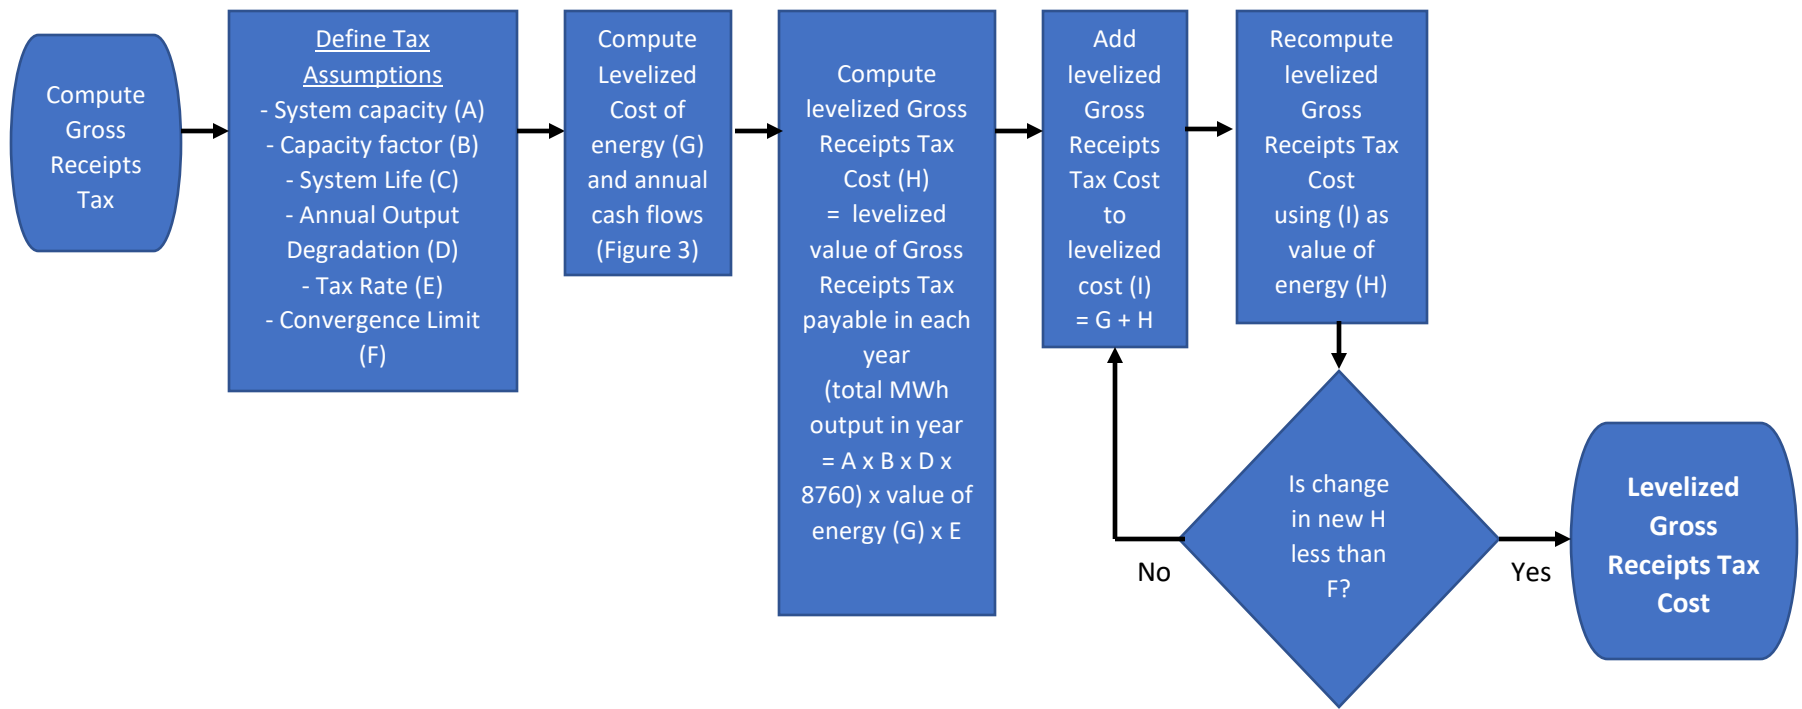 Compute
Gross
Receipts
Tax
Define Tax
Assumptions
- System capacity (A)
- Capacity factor (B)
- System Life (C)
- Annual Output
Degradation (D)
- Tax Rate (E)
- Convergence Limit
(F)
Compute
Levelized
Cost of
energy (G)
and annual
cash flows
(Figure 3)
Compute
levelized Gross
Receipts Tax
Cost (H)
= levelized
value of Gross
Receipts Tax
payable in each
year
(total MWh
output in year
= A x B x D x
8760) x value of
energy (G) x E
Add
levelized
Gross
Receipts
Tax Cost
to
levelized
cost (I)
= G + H
Recompute
levelized
Gross
Receipts Tax
Cost
using (I) as
value of
energy (H)
Is change
in new H
less than
F?
No
Yes
Levelized
Gross
Receipts Tax
Cost